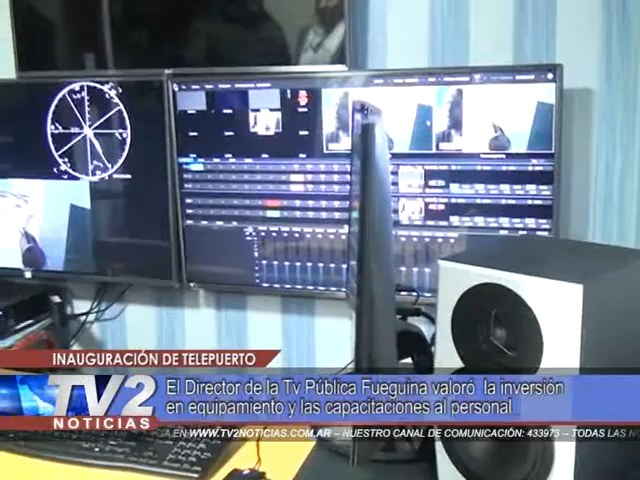 INAUGURACIÓN DE TELEPUERTO
TV2
NOTICIAS
El Director de la Tv Pública Fueguina valoró la inversión
en equipamiento y las capacitaciones al personal
EN WWW.TV2NOTICIAS.COM.AR – NUESTRO CANAL DE COMUNICACIÓN: 433973 – TODAS LAS